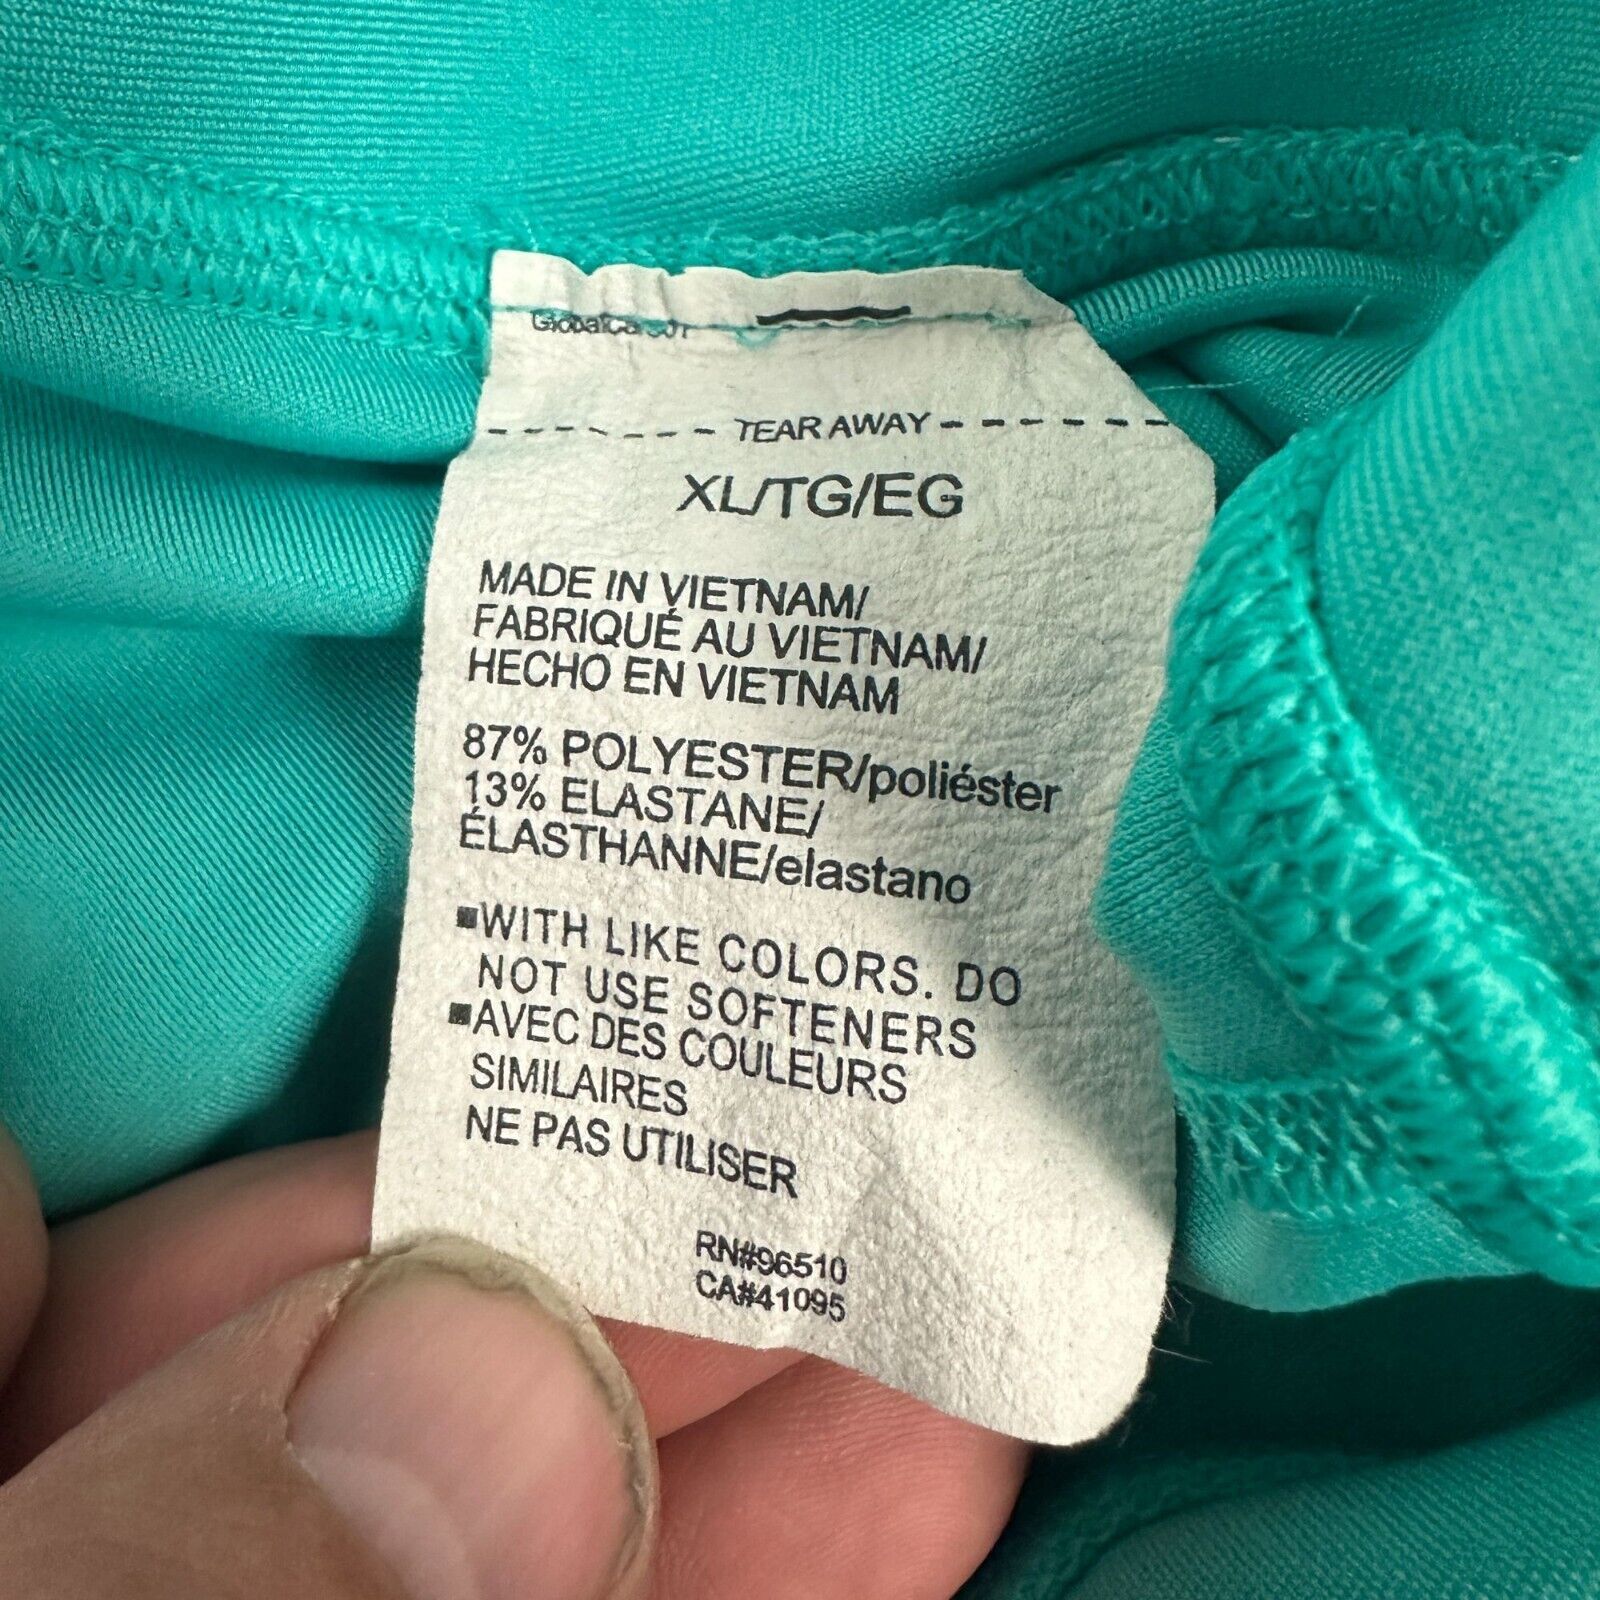 TEAR AWAY
XL/TG/EG
MADE IN VIETNAM/
FABRIQUÉ AU VIETNAM/
HECHO EN VIETNAM
87% POLYESTER/poliéster
13% ELASTANE/
ÉLASTHANNE/elastano
▪WITH LIKE COLORS. DO
NOT USE SOFTENERS
▪AVEC DES COULEURS
SIMILAIRES
NE PAS UTILISER
RN#96510
CA#41095